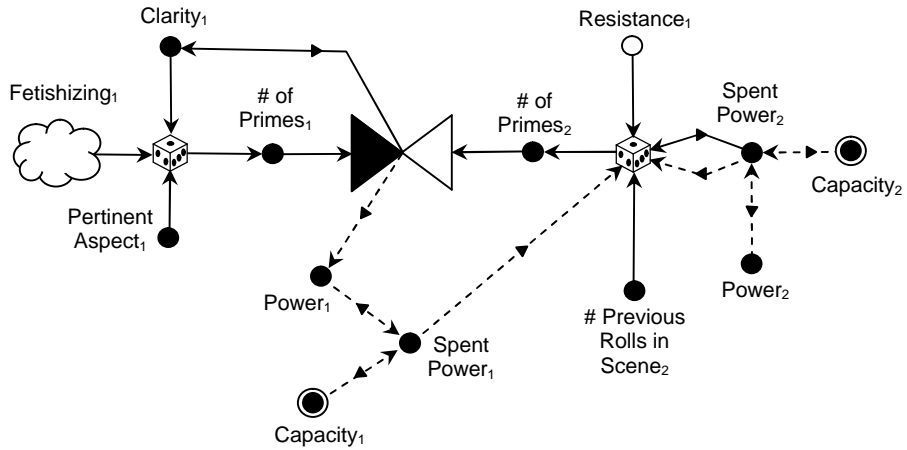 Clarity₁
Resistance₁
Fetishizing₁
# of
Primes₁
# of
Primes₂
Spent
Power₂
Capacity₂
Pertinent
Aspect₁
Power₁
Power₂
# Previous
Rolls in
Scene₂
Spent
Power₁
Capacity₁